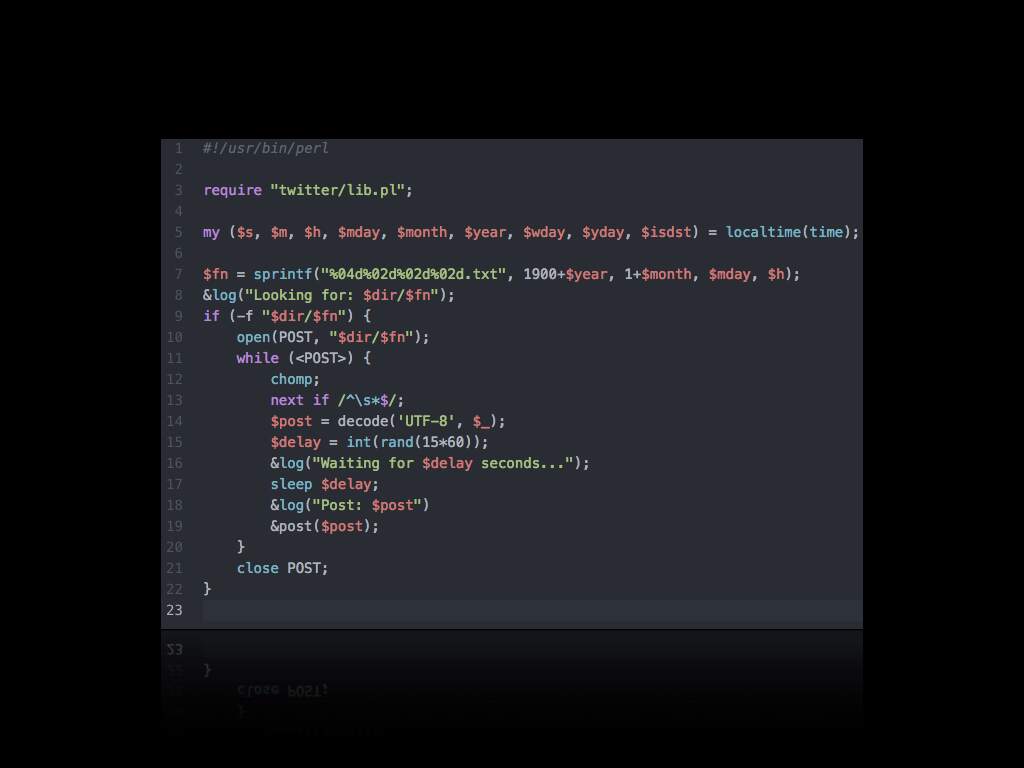 1 #!/usr/bin/perl
2
3 require "twitter/lib.pl";
4
5 my ($s, $m, $h, $mday, $month, $year, $wday, $yday, $isdst) = localtime(time);
6
7 $fn = sprintf("%04d%02d%02d%02d.txt", 1900+$year, 1+$month, $mday, $h);
8 &log("Looking for: $dir/$fn");
9 if (-f "$dir/$fn") {
10     open(POST, "$dir/$fn");
11     while (<POST>) {
12         chomp;
13         next if /^\s*$/;
14         $post = decode('UTF-8', $_);
15         $delay = int(rand(15*60));
16         &log("Waiting for $delay seconds...");
17         sleep $delay;
18         &log("Post: $post")
19         &post($post);
20     }
21     close POST;
22 }
23